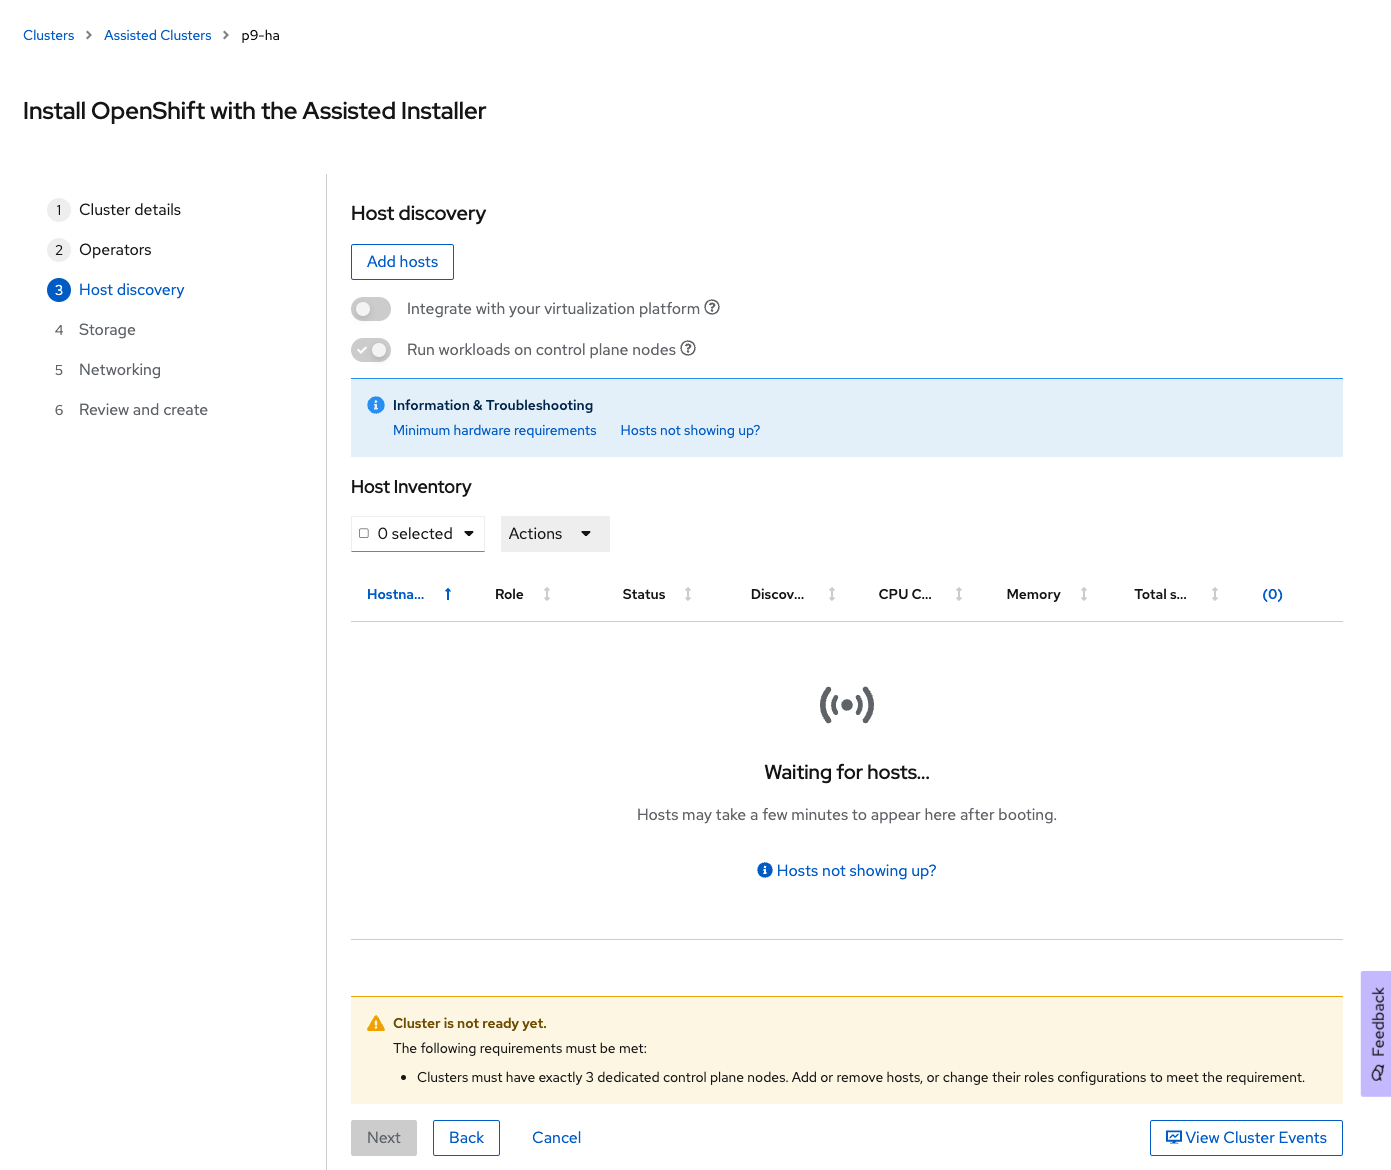 Clusters > Assisted Clusters > p9-ha
Install OpenShift with the Assisted Installer
1 Cluster details
2 Operators
3 Host discovery
4 Storage
5 Networking
6 Review and create
Host discovery
Add hosts
Integrate with your virtualization platform
Run workloads on control plane nodes
Information & Troubleshooting
Minimum hardware requirements Hosts not showing up?
Host Inventory
0 selected Actions
Hostna... Role Status Discov... CPU C... Memory Total s... (0)
Waiting for hosts...
Hosts may take a few minutes to appear here after booting.
Hosts not showing up?
Cluster is not ready yet.
The following requirements must be met:
• Clusters must have exactly 3 dedicated control plane nodes. Add or remove hosts, or change their roles configurations to meet the requirement.
Next Back Cancel View Cluster Events
Feedback